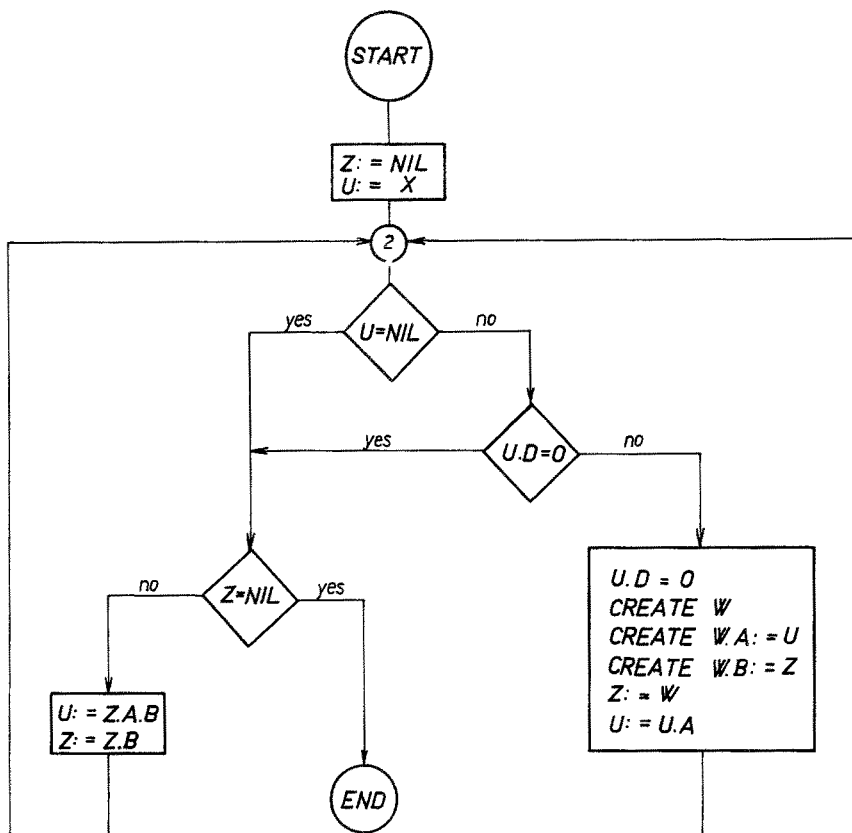 START
Z: = NIL
U: = X
2
yes
U=NIL
no
yes
U.D=0
no
no
Z=NIL
yes
U.D = 0
CREATE W
CREATE W.A: = U
CREATE W.B: = Z
Z: = W
U: = U.A
U: = Z.A.B
Z: = Z.B
END